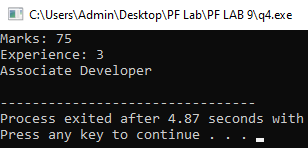 C:\Users\Admin\Desktop\PF Lab\PF LAB 9\q4.exe
Marks: 75
Experience: 3
Associate Developer
--------------------------------
Process exited after 4.87 seconds with
Press any key to continue . . .